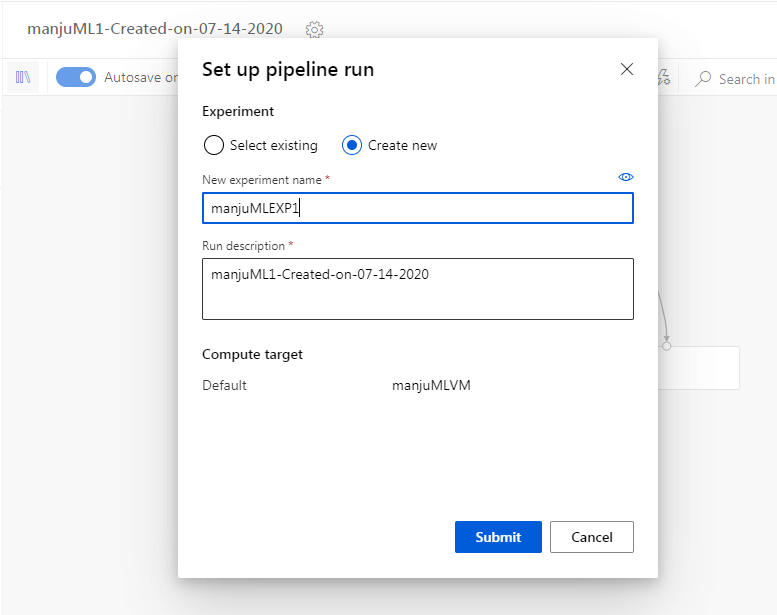 manjuML1-Created-on-07-14-2020
Autosave on
Search in
Set up pipeline run
Experiment
Select existing
Create new
New experiment name *
manjuMLEXP1
Run description *
manjuML1-Created-on-07-14-2020
Compute target
Default manjuMLVM
Submit Cancel